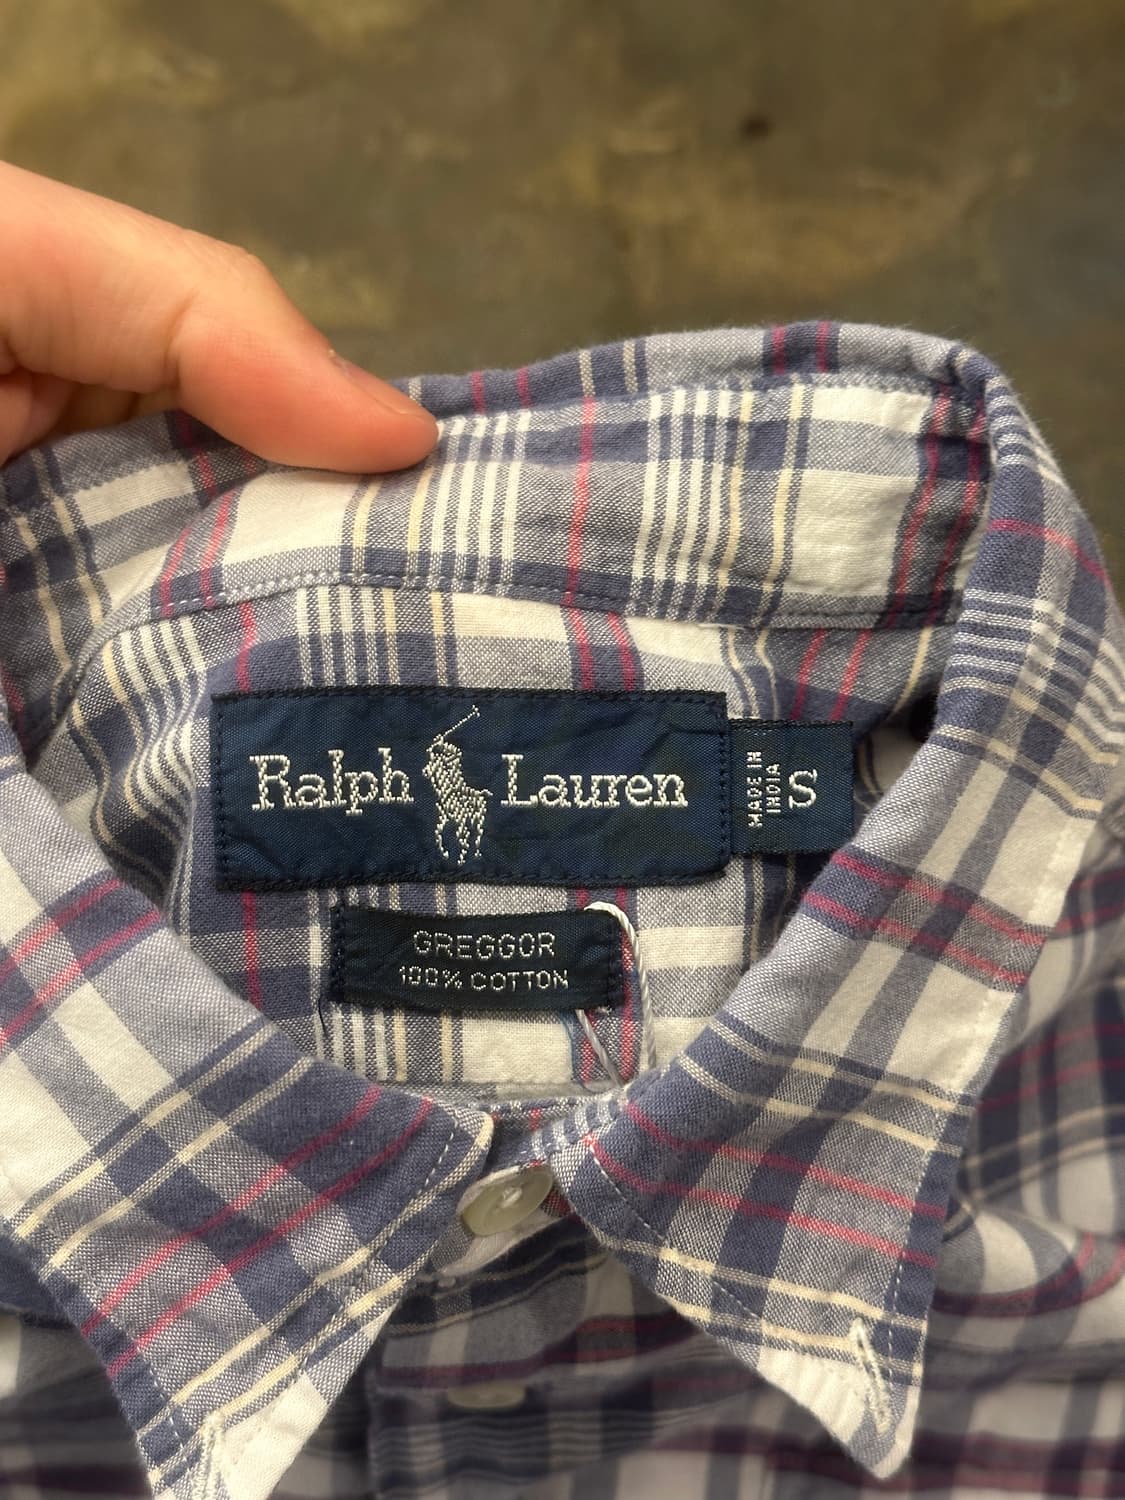 Ralph Lauren
MADE IN
INDIA
S
GREGGOR
100% COTTON